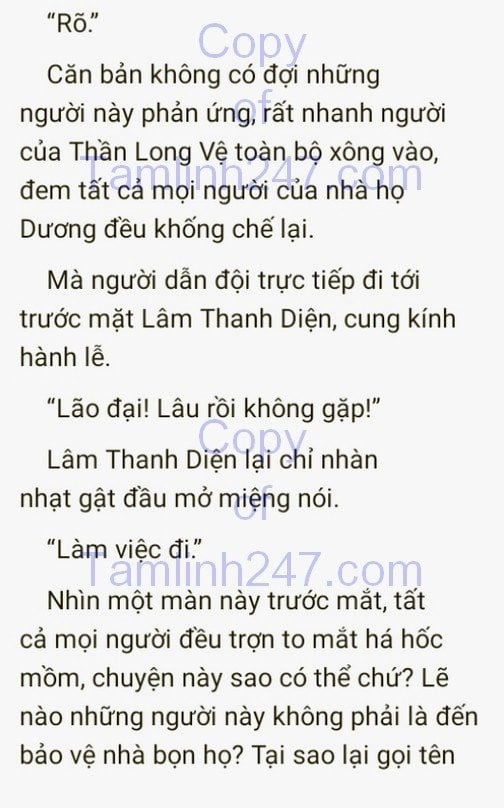 “Rõ.”
Copy
Căn bản không có đợi những
người này phản ứng, rất nhanh người
of
của Thần Long Vệ toàn bộ xông vào,
Tamlinh247.com
đem tất cả mọi người của nhà họ
Dương đều khống chế lại.
Mà người dẫn đội trực tiếp đi tới
trước mặt Lâm Thanh Diện, cung kính
hành lễ.
“Lão đại! Lâu rồi không gặp!”
Copy
Lâm Thanh Diện lại chỉ nhàn
nhạt gật đầu mở miệng nói.
of
“Làm việc đi.”
Tamlinh247.com
Nhìn một màn này trước mắt, tất
cả mọi người đều trợn to mắt há hốc
mồm, chuyện này sao có thể chứ? Lẽ
nào những người này không phải là đến
bảo vệ nhà bọn họ? Tại sao lại gọi tên